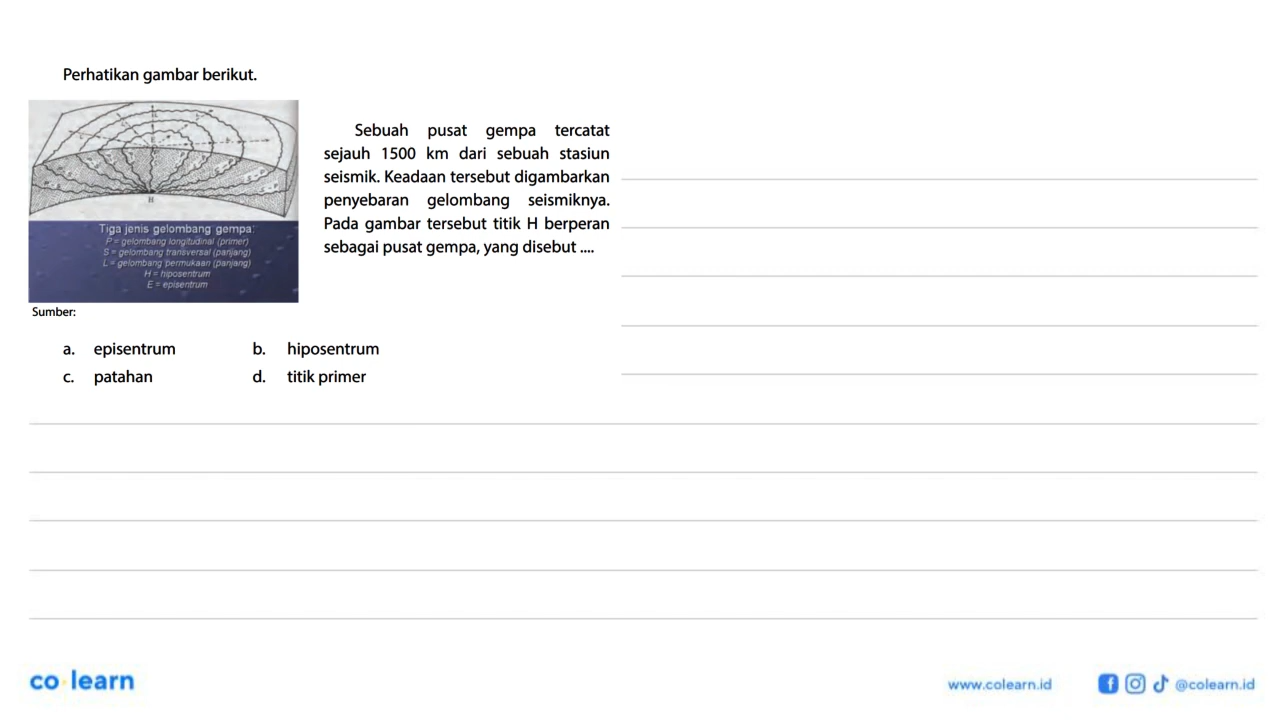 Perhatikan gambar berikut.
H
Tiga jenis gelombang gempa:
P = gelombang longitudinal (primer)
S = gelombang transversal (panjang)
L = gelombang permukaan (panjang)
H = hiposentrum
E = episentrum
Sumber:
Sebuah pusat gempa tercatat
sejauh 1500 km dari sebuah stasiun
seismik. Keadaan tersebut digambarkan
penyebaran gelombang seismiknya.
Pada gambar tersebut titik H berperan
sebagai pusat gempa, yang disebut ....
a. episentrum b. hiposentrum
c. patahan d. titik primer
co learn
www.colearn.id @colearn.id